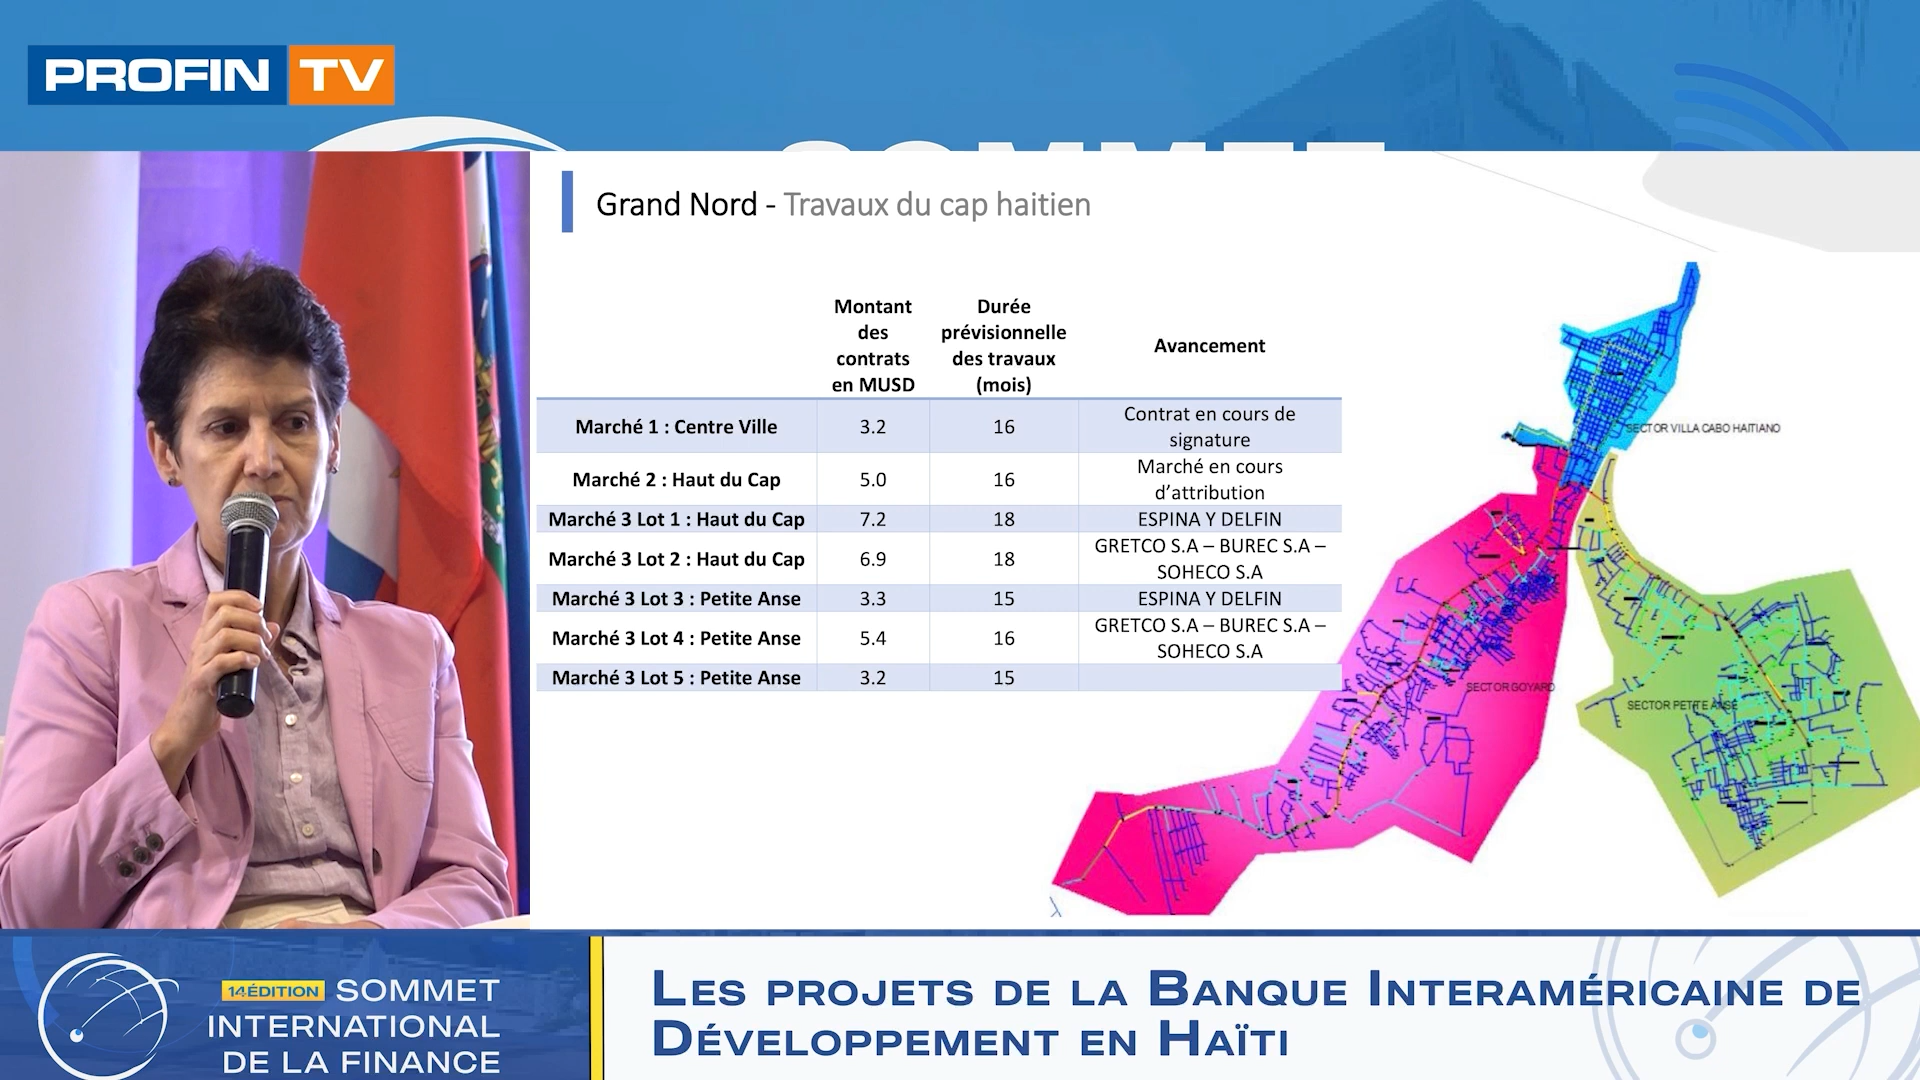 PROFIN TV
SOMMET
Grand Nord - Travaux du cap haitien
Montant
des
contrats
en MUSD
Durée
prévisionnelle
des travaux
(mois)
Avancement
Marché 1 : Centre Ville
3.2
16
Contrat en cours de
signature
Marché 2 : Haut du Cap
5.0
16
Marché en cours
d’attribution
Marché 3 Lot 1 : Haut du Cap
7.2
18
ESPINA Y DELFIN
Marché 3 Lot 2 : Haut du Cap
6.9
18
GRETCO S.A – BUREC S.A –
SOHECO S.A
Marché 3 Lot 3 : Petite Anse
3.3
15
ESPINA Y DELFIN
Marché 3 Lot 4 : Petite Anse
5.4
16
GRETCO S.A – BUREC S.A –
SOHECO S.A
Marché 3 Lot 5 : Petite Anse
3.2
15
SECTOR VILLA CABO HAITIANO
SECTOR GOYARD
SECTOR PETITE ANSE
14 ÉDITION SOMMET
INTERNATIONAL
DE LA FINANCE
LES PROJETS DE LA BANQUE INTERAMÉRICAINE DE
DÉVELOPPEMENT EN HAÏTI